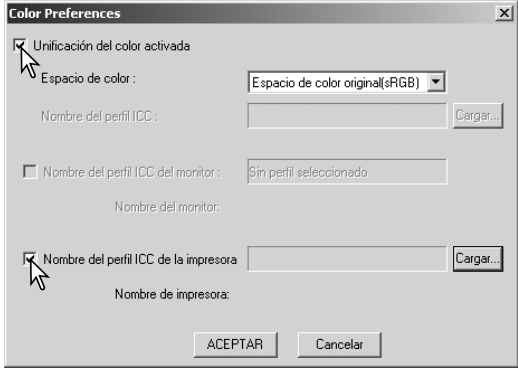 Color Preferences
Unificación del color activada
Espacio de color : Espacio de color original(sRGB)
Nombre del perfil ICC : Cargar...
Nombre del perfil ICC del monitor : Sin perfil seleccionado
Nombre del monitor:
Nombre del perfil ICC de la impresora Cargar...
Nombre de impresora:
ACEPTAR Cancelar